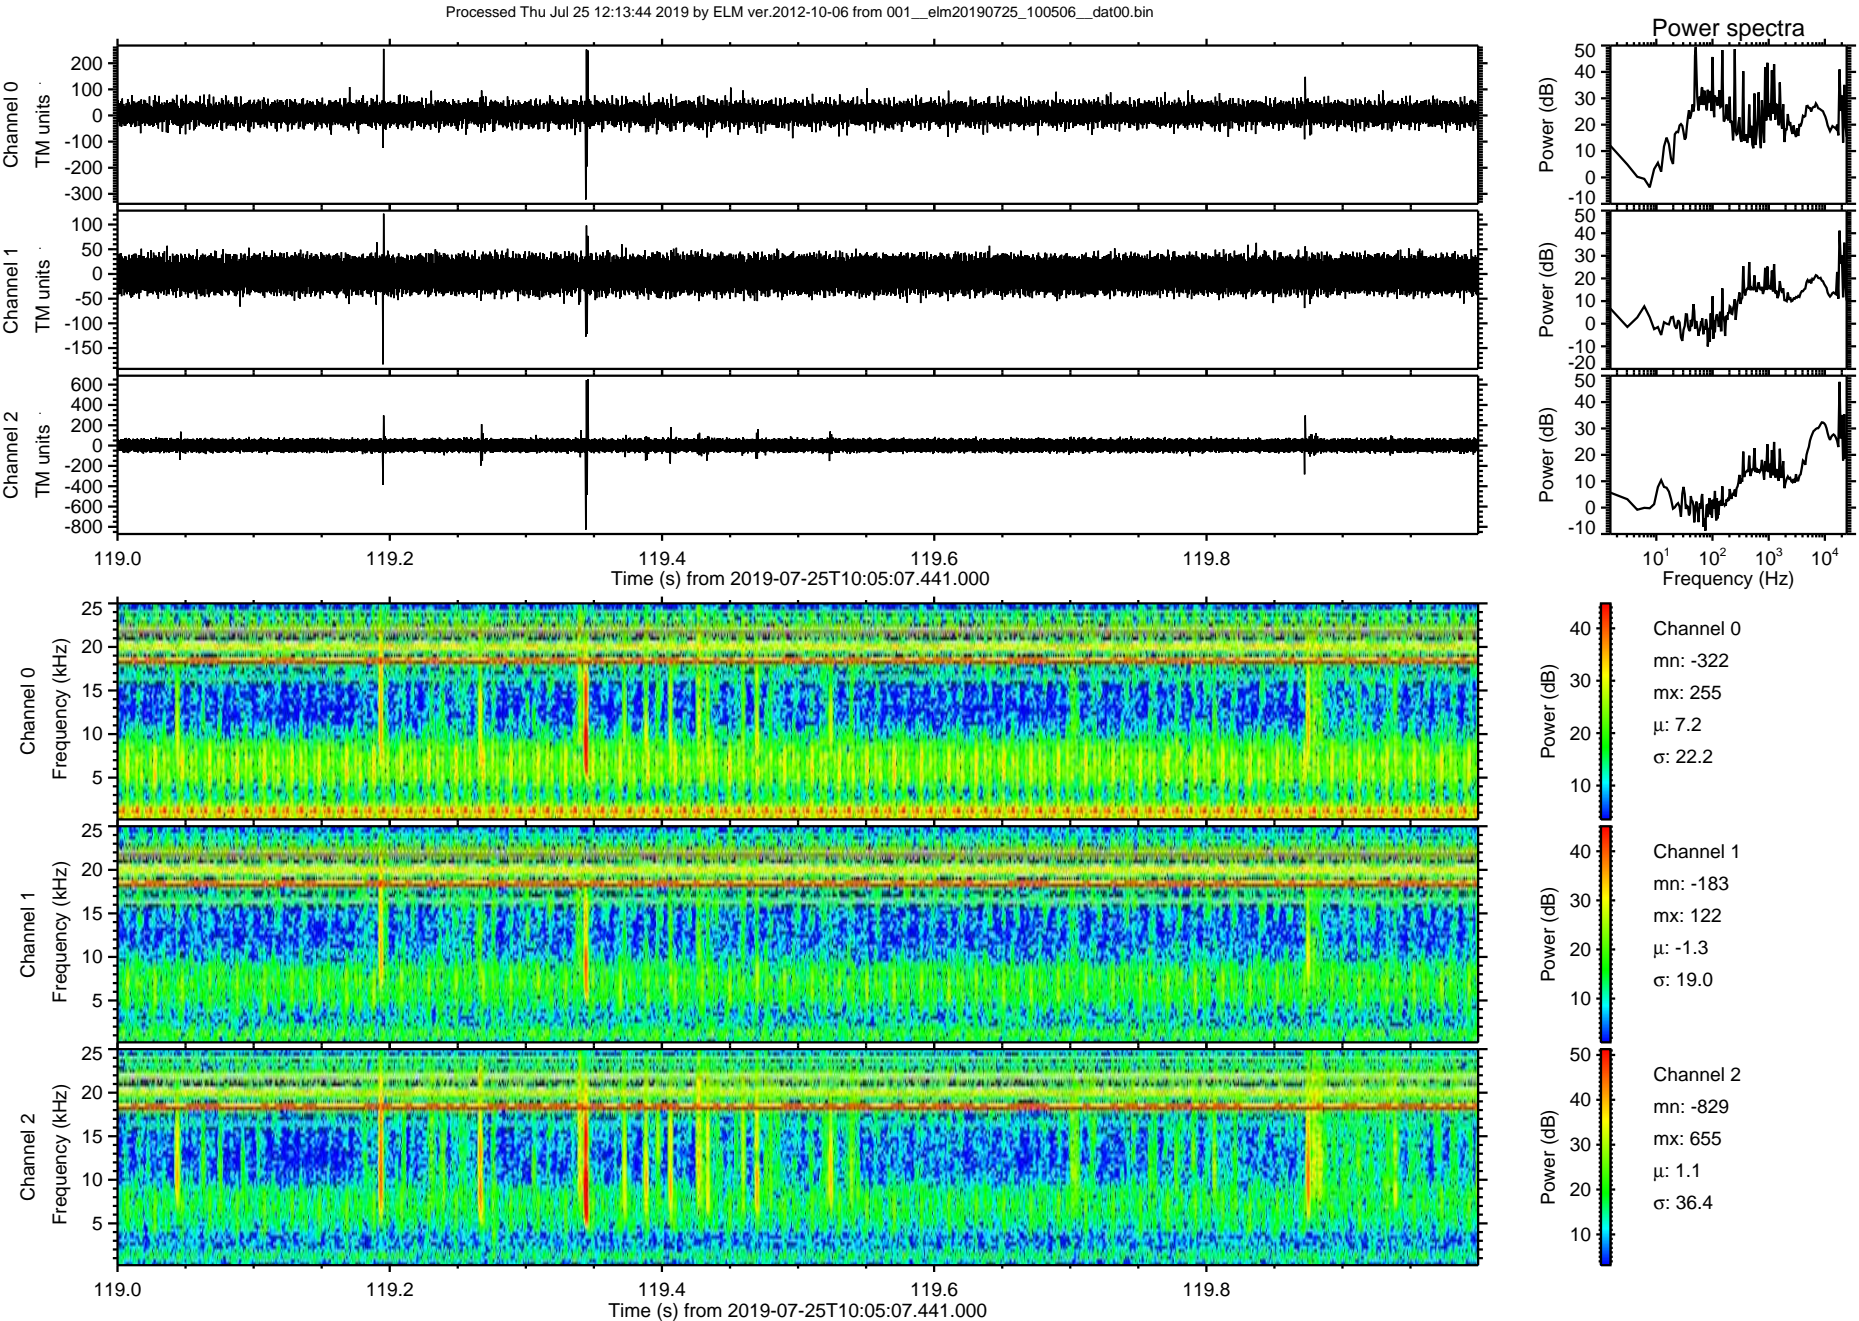 Processed Thu Jul 25 12:13:44 2019 by ELM ver.2012-10-06 from 001__elm20190725_100506__dat00.bin
Power spectra
Channel 0
TM units
200
100
0
-100
-200
-300
Power (dB)
50
40
30
20
10
0
-10
Channel 1
TM units
100
50
0
-50
-100
-150
Power (dB)
50
40
30
20
10
0
-10
-20
Channel 2
TM units
600
400
200
0
-200
-400
-600
-800
Power (dB)
50
40
30
20
10
0
-10
119.0 119.2 119.4 119.6 119.8
Time (s) from 2019-07-25T10:05:07.441.000
10¹ 10² 10³ 10⁴
Frequency (Hz)
Channel 0
Frequency (kHz)
25
20
15
10
5
Power (dB)
40
30
20
10
Channel 0
mn: -322
mx: 255
μ: 7.2
σ: 22.2
Channel 1
Frequency (kHz)
25
20
15
10
5
Power (dB)
40
30
20
10
Channel 1
mn: -183
mx: 122
μ: -1.3
σ: 19.0
Channel 2
Frequency (kHz)
25
20
15
10
5
Power (dB)
50
40
30
20
10
Channel 2
mn: -829
mx: 655
μ: 1.1
σ: 36.4
119.0 119.2 119.4 119.6 119.8
Time (s) from 2019-07-25T10:05:07.441.000